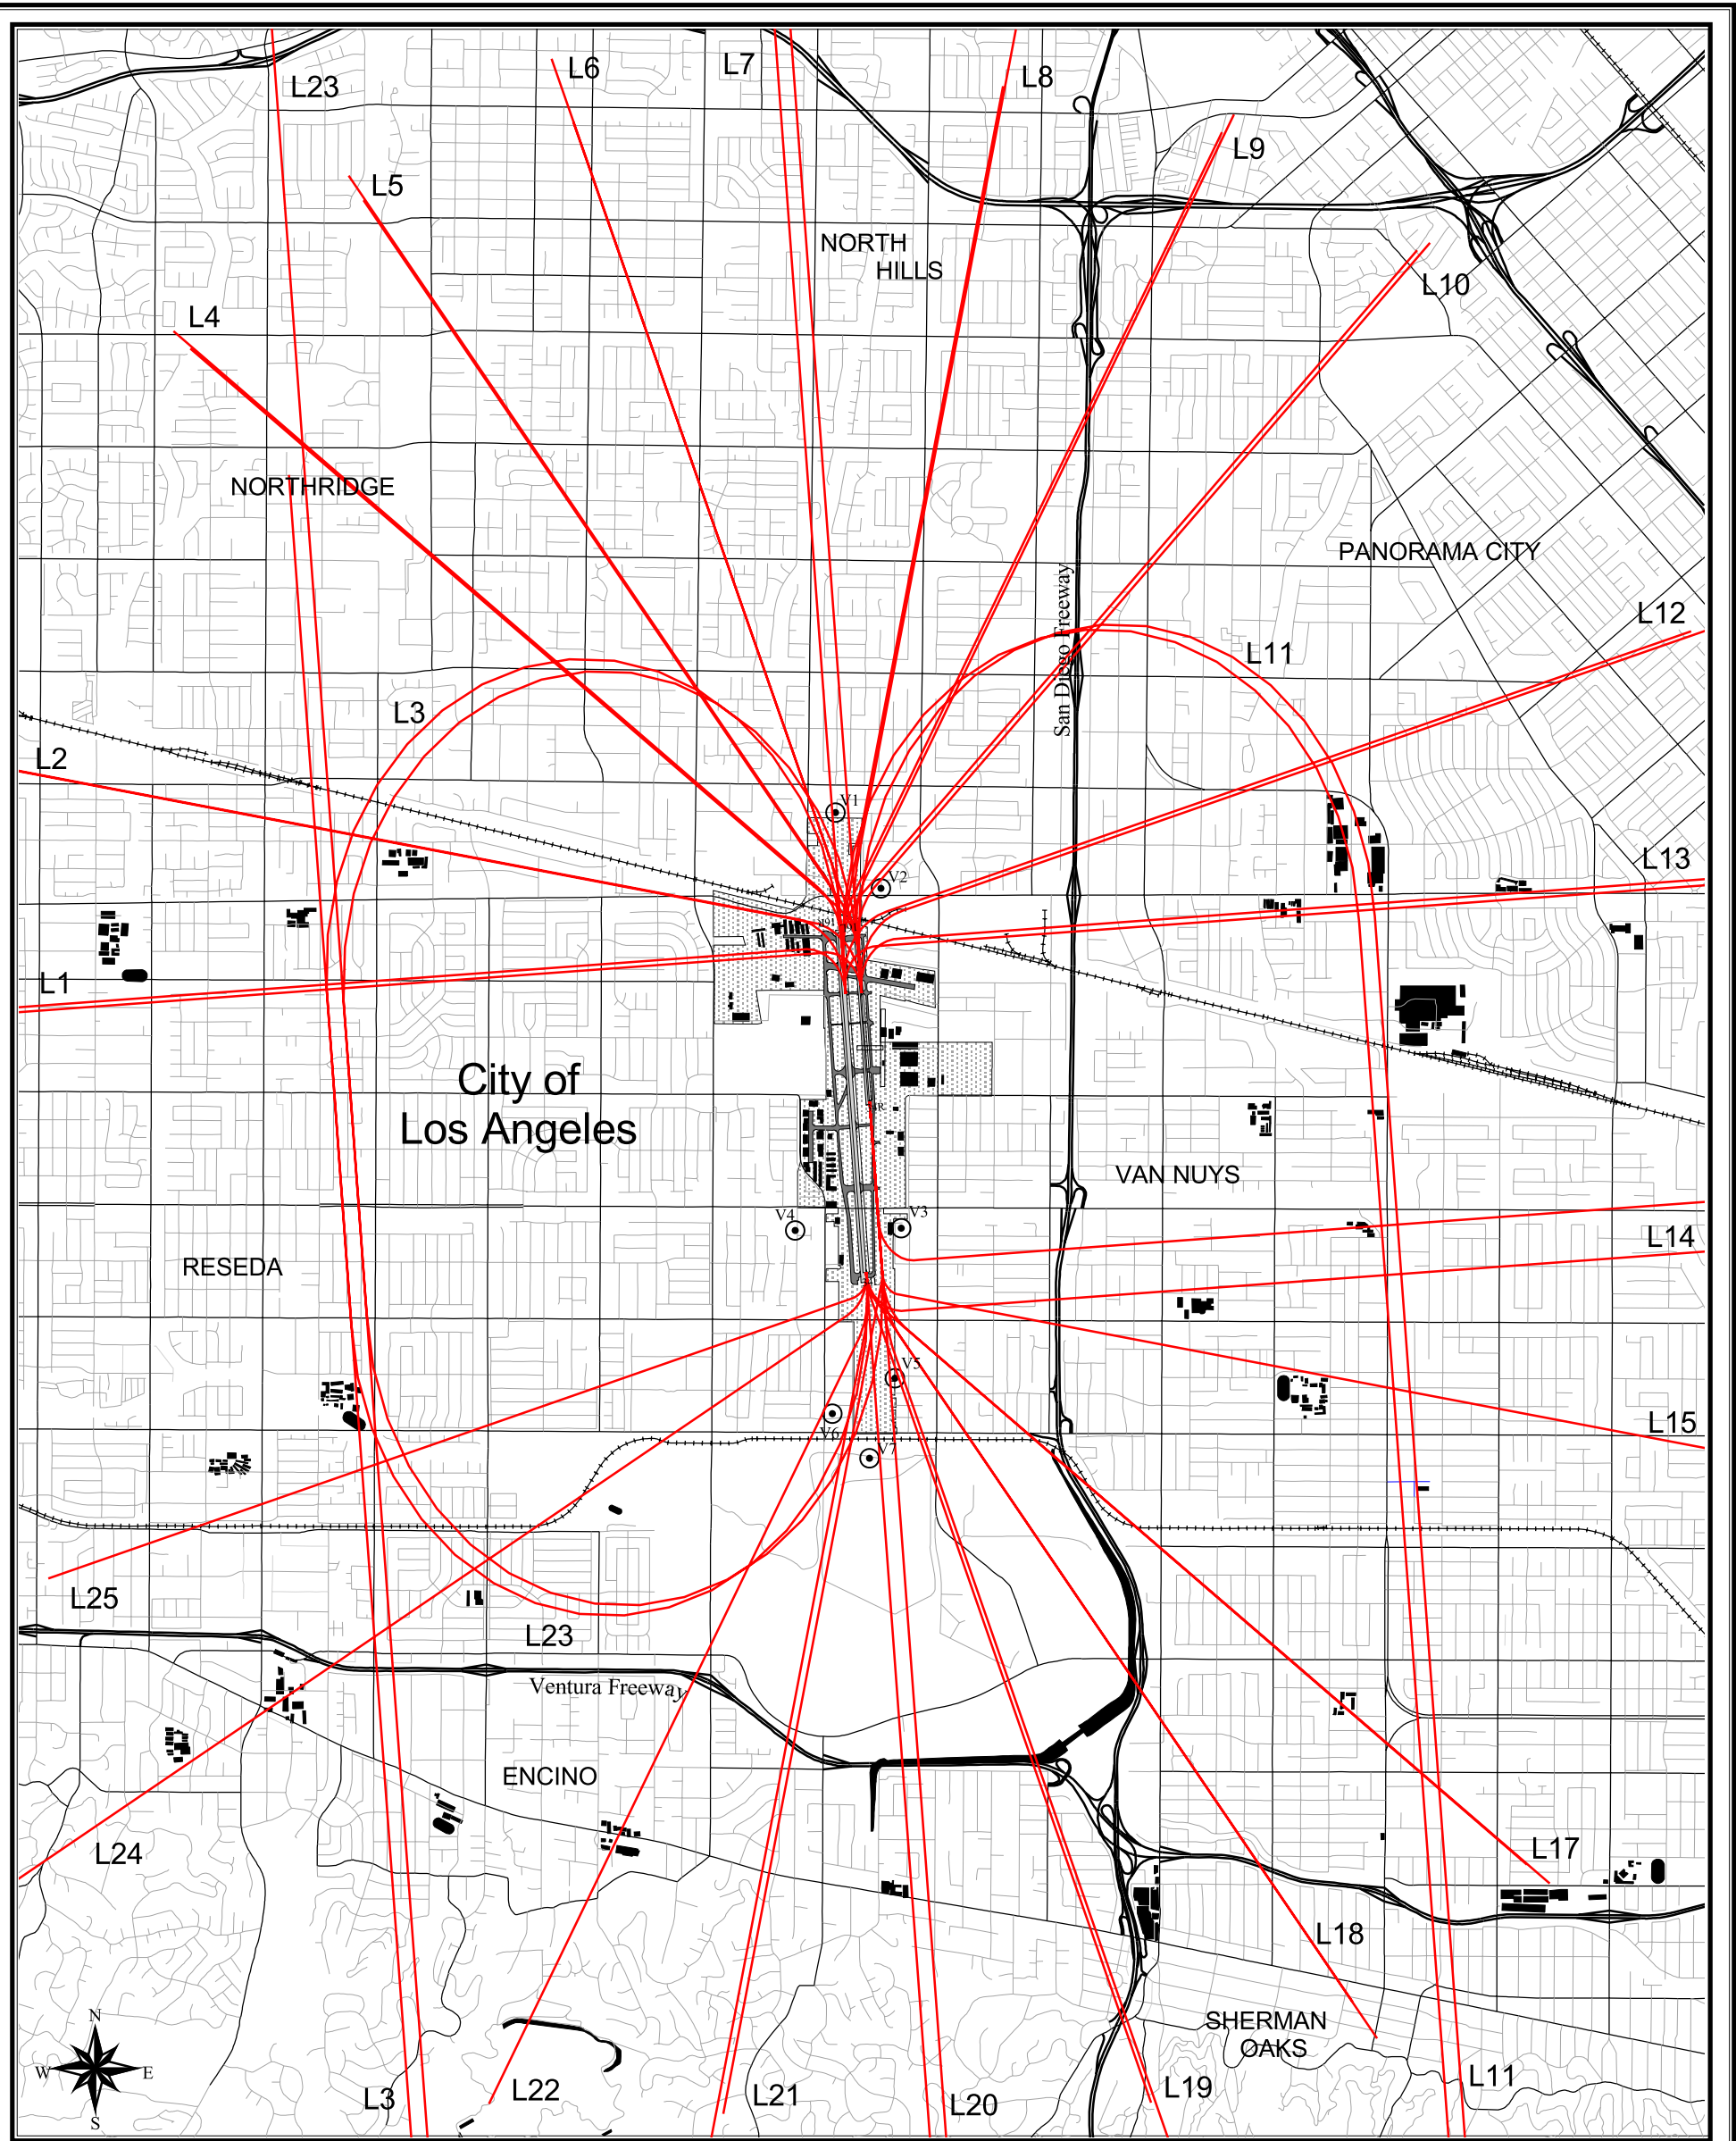 L23
L6
L7
L8
L9
L5
NORTH
HILLS
L10
L4
NORTHRIDGE
PANORAMA CITY
San Diego Freeway
L12
L11
L3
L2
V1
L13
V2
L1
City of
Los Angeles
VAN NUYS
V4
V3
L14
RESEDA
V5
L15
V6
V7
L25
L23
Ventura Freeway
ENCINO
L24
L17
L18
N
W
E
S
SHERMAN
OAKS
L3
L22
L21
L20
L19
L11